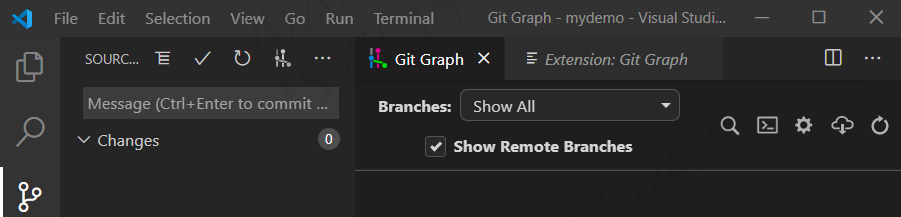 File Edit Selection View Go Run Terminal Git Graph - mydemo - Visual Studi...
SOURC... Git Graph Extension: Git Graph
Message (Ctrl+Enter to commit ...
Branches: Show All
Changes 0
Show Remote Branches